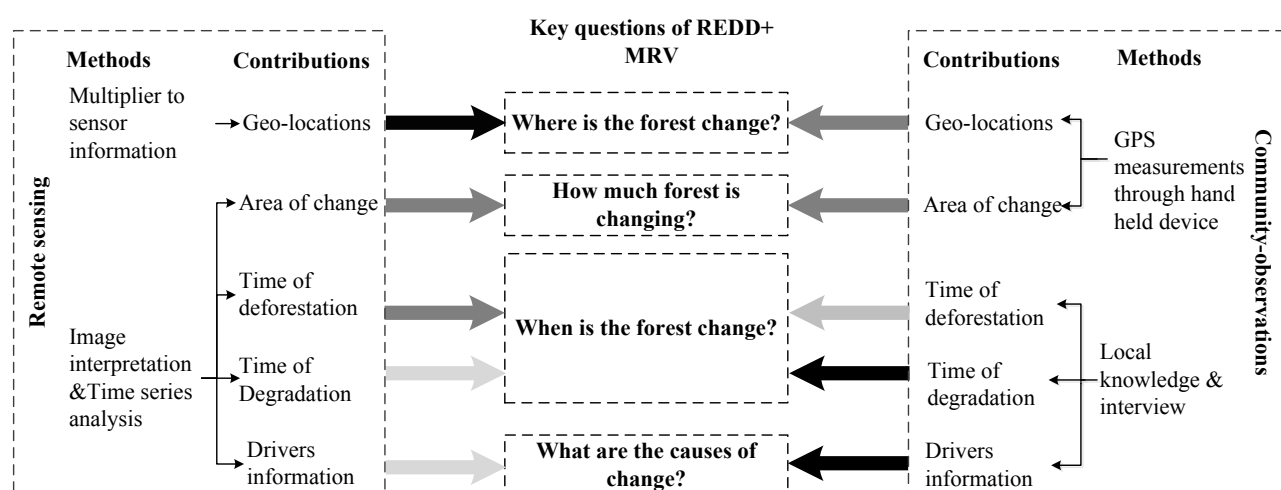 Key questions of REDD+
MRV
Remote sensing
Methods
Contributions
Multiplier to
sensor
information
Geo-locations
Area of change
Time of
deforestation
Image
interpretation
&Time series
analysis
Time of
Degradation
Drivers
information
Where is the forest change?
How much forest is
changing?
When is the forest change?
What are the causes of
change?
Contributions
Methods
Geo-locations
GPS
measurements
through hand
held device
Area of change
Time of
deforestation
Time of
degradation
Local
knowledge &
interview
Drivers
information
Community-observations